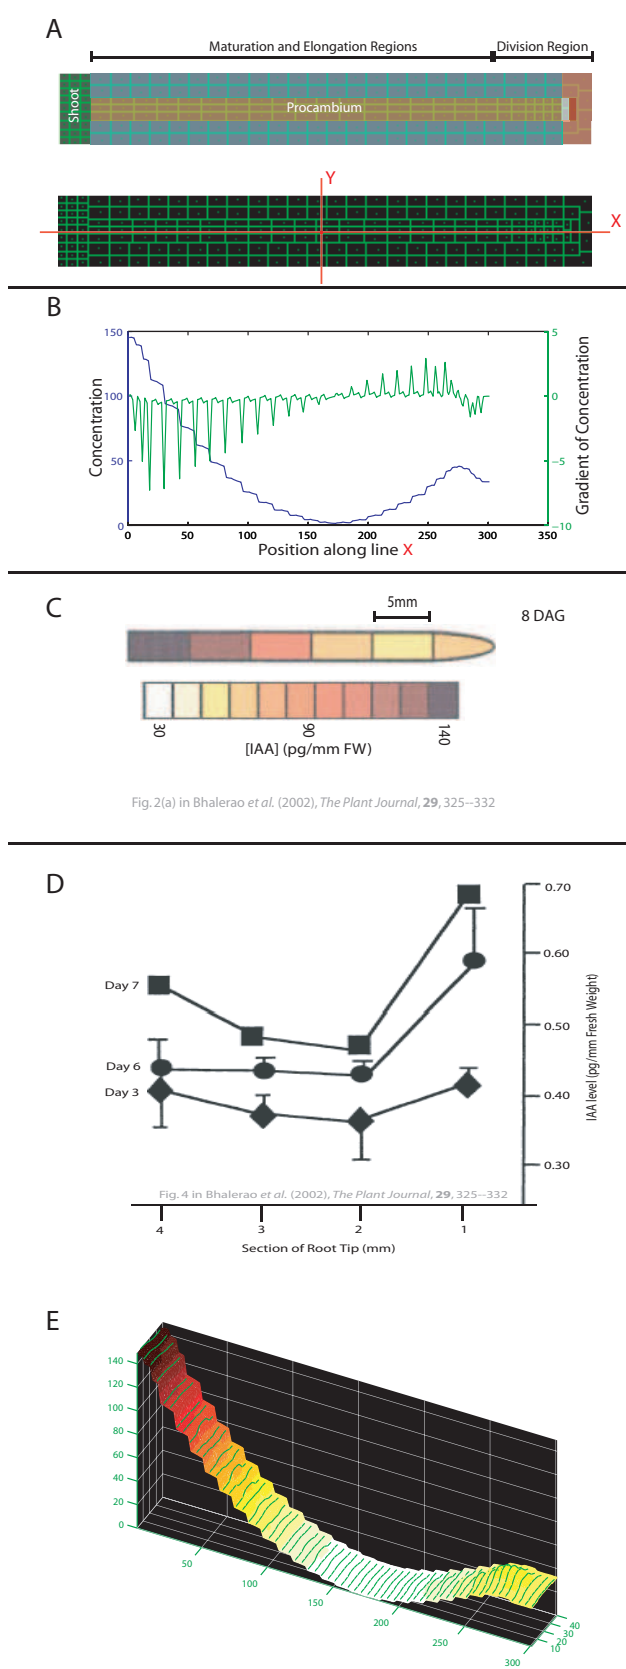 A
Maturation and Elongation Regions
Division Region
Shoot
Procambium
Y
X
B
150
100
50
0
Concentration
5
0
−5
−10
Gradient of Concentration
0 50 100 150 200 250 300 350
Position along line X
C
5mm
8 DAG
30 90 140
[IAA] (pg/mm FW)
Fig. 2(a) in Bhalerao et al. (2002), The Plant Journal, 29, 325--332
D
0.70
0.60
0.50
0.40
0.30
IAA level (pg/mm Fresh Weight)
Day 7
Day 6
Day 3
Fig. 4 in Bhalerao et al. (2002), The Plant Journal, 29, 325--332
4 3 2 1
Section of Root Tip (mm)
E
140
120
100
80
60
40
20
0
50
100
150
200
250
300
40
30
20
10